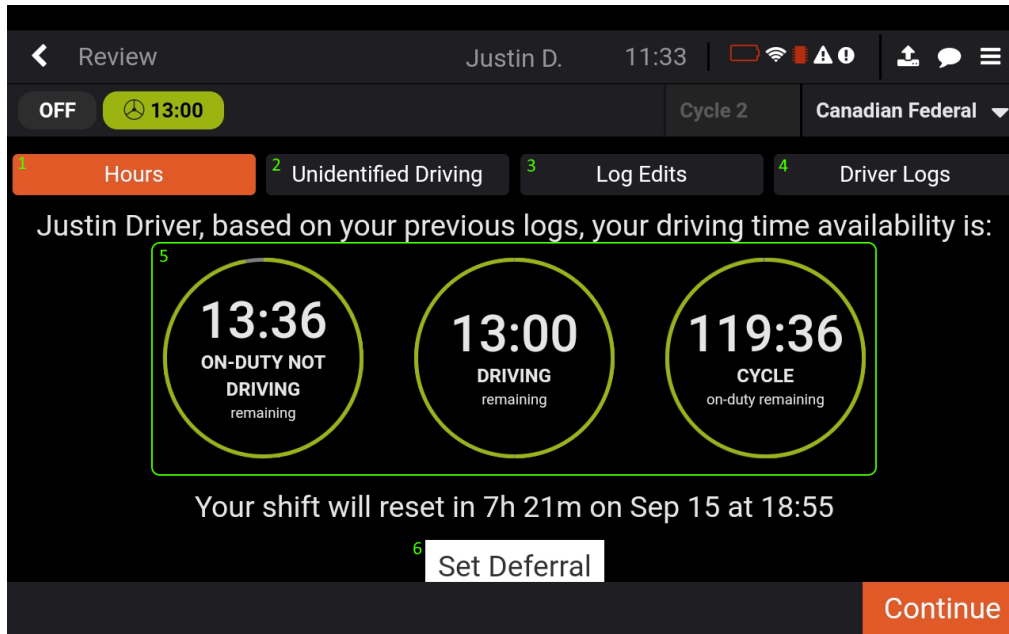 Review Justin D. 11:33
OFF 13:00 Cycle 2 Canadian Federal
1 Hours 2 Unidentified Driving 3 Log Edits 4 Driver Logs
Justin Driver, based on your previous logs, your driving time availability is:
5
13:36 13:00 119:36
ON-DUTY NOT DRIVING CYCLE
DRIVING remaining on-duty remaining
remaining
Your shift will reset in 7h 21m on Sep 15 at 18:55
6 Set Deferral
Continue